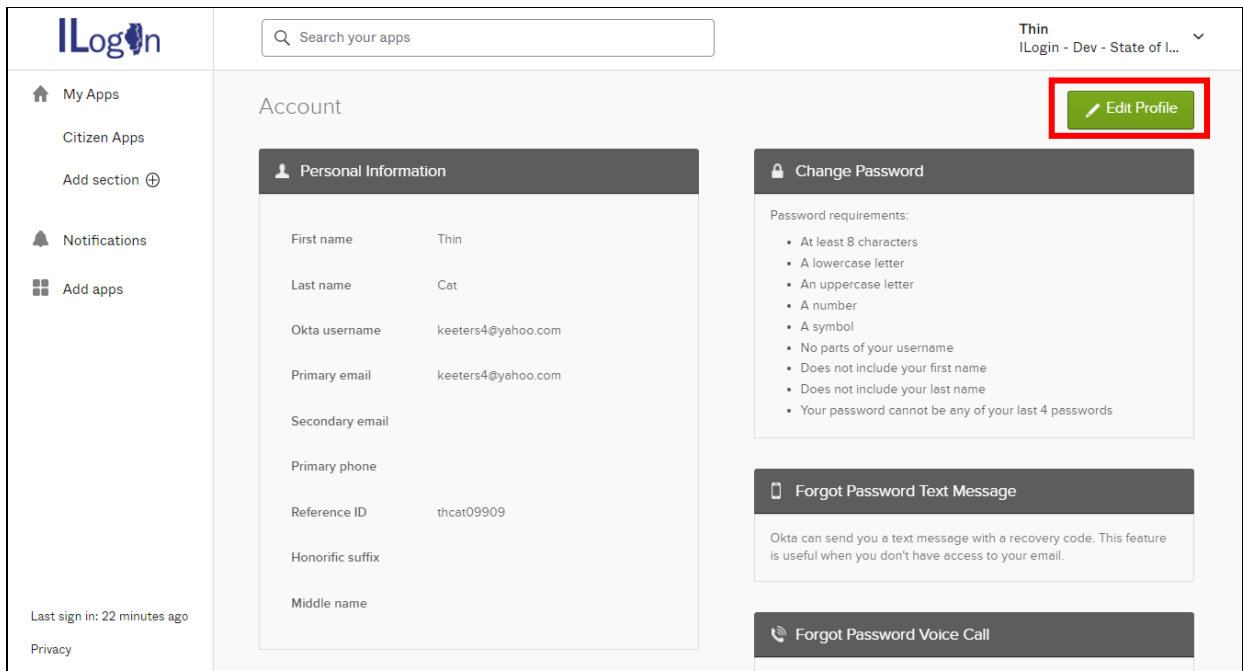 ILogIn
Search your apps
Thin
ILogin - Dev - State of I...
My Apps
Citizen Apps
Add section
Notifications
Add apps
Last sign in: 22 minutes ago
Privacy
Account
Edit Profile
Personal Information
First name Thin
Last name Cat
Okta username keeters4@yahoo.com
Primary email keeters4@yahoo.com
Secondary email
Primary phone
Reference ID thcat09909
Honorific suffix
Middle name
Change Password
Password requirements:
• At least 8 characters
• A lowercase letter
• An uppercase letter
• A number
• A symbol
• No parts of your username
• Does not include your first name
• Does not include your last name
• Your password cannot be any of your last 4 passwords
Forgot Password Text Message
Okta can send you a text message with a recovery code. This feature
is useful when you don't have access to your email.
Forgot Password Voice Call